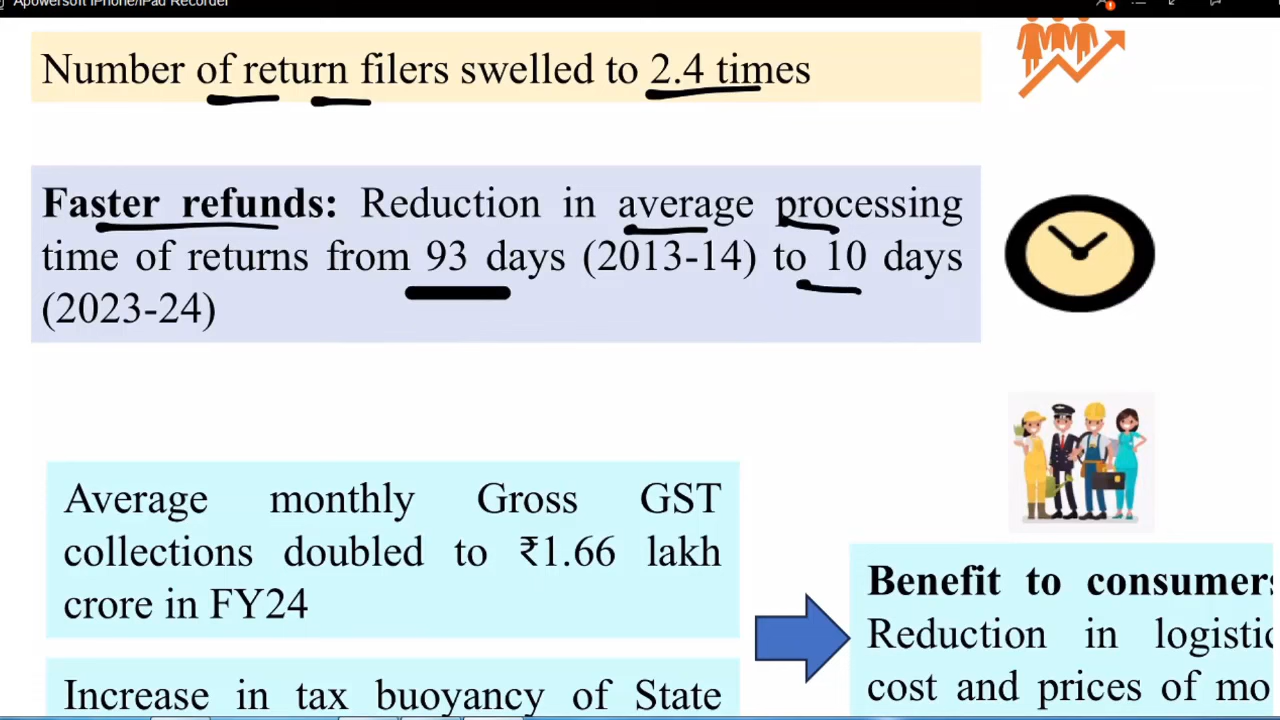 Apowersoft iPhone/iPad Recorder
Number of return filers swelled to 2.4 times
Faster refunds: Reduction in average processing
time of returns from 93 days (2013-14) to 10 days
(2023-24)
Average monthly Gross GST
collections doubled to ₹1.66 lakh
crore in FY24
Increase in tax buoyancy of State
Benefit to consumers
Reduction in
cost and prices of